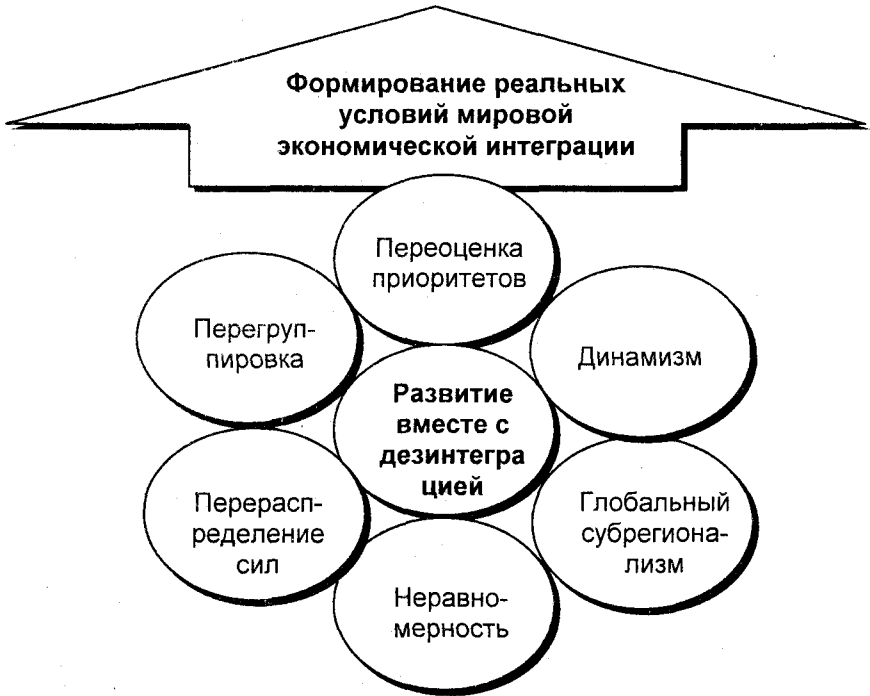 Формирование реальных
условий мировой
экономической интеграции
Переоценка
приоритетов
Перегруп-
пировка
Динамизм
Развитие
вместе с
дезинтегра
цией
Перерасп-
ределение
сил
Глобальный
субрегиона-
лизм
Неравно-
мерность